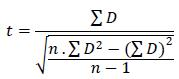 t = ∑D / √((n.∑D² − (∑D)²) / (n − 1))